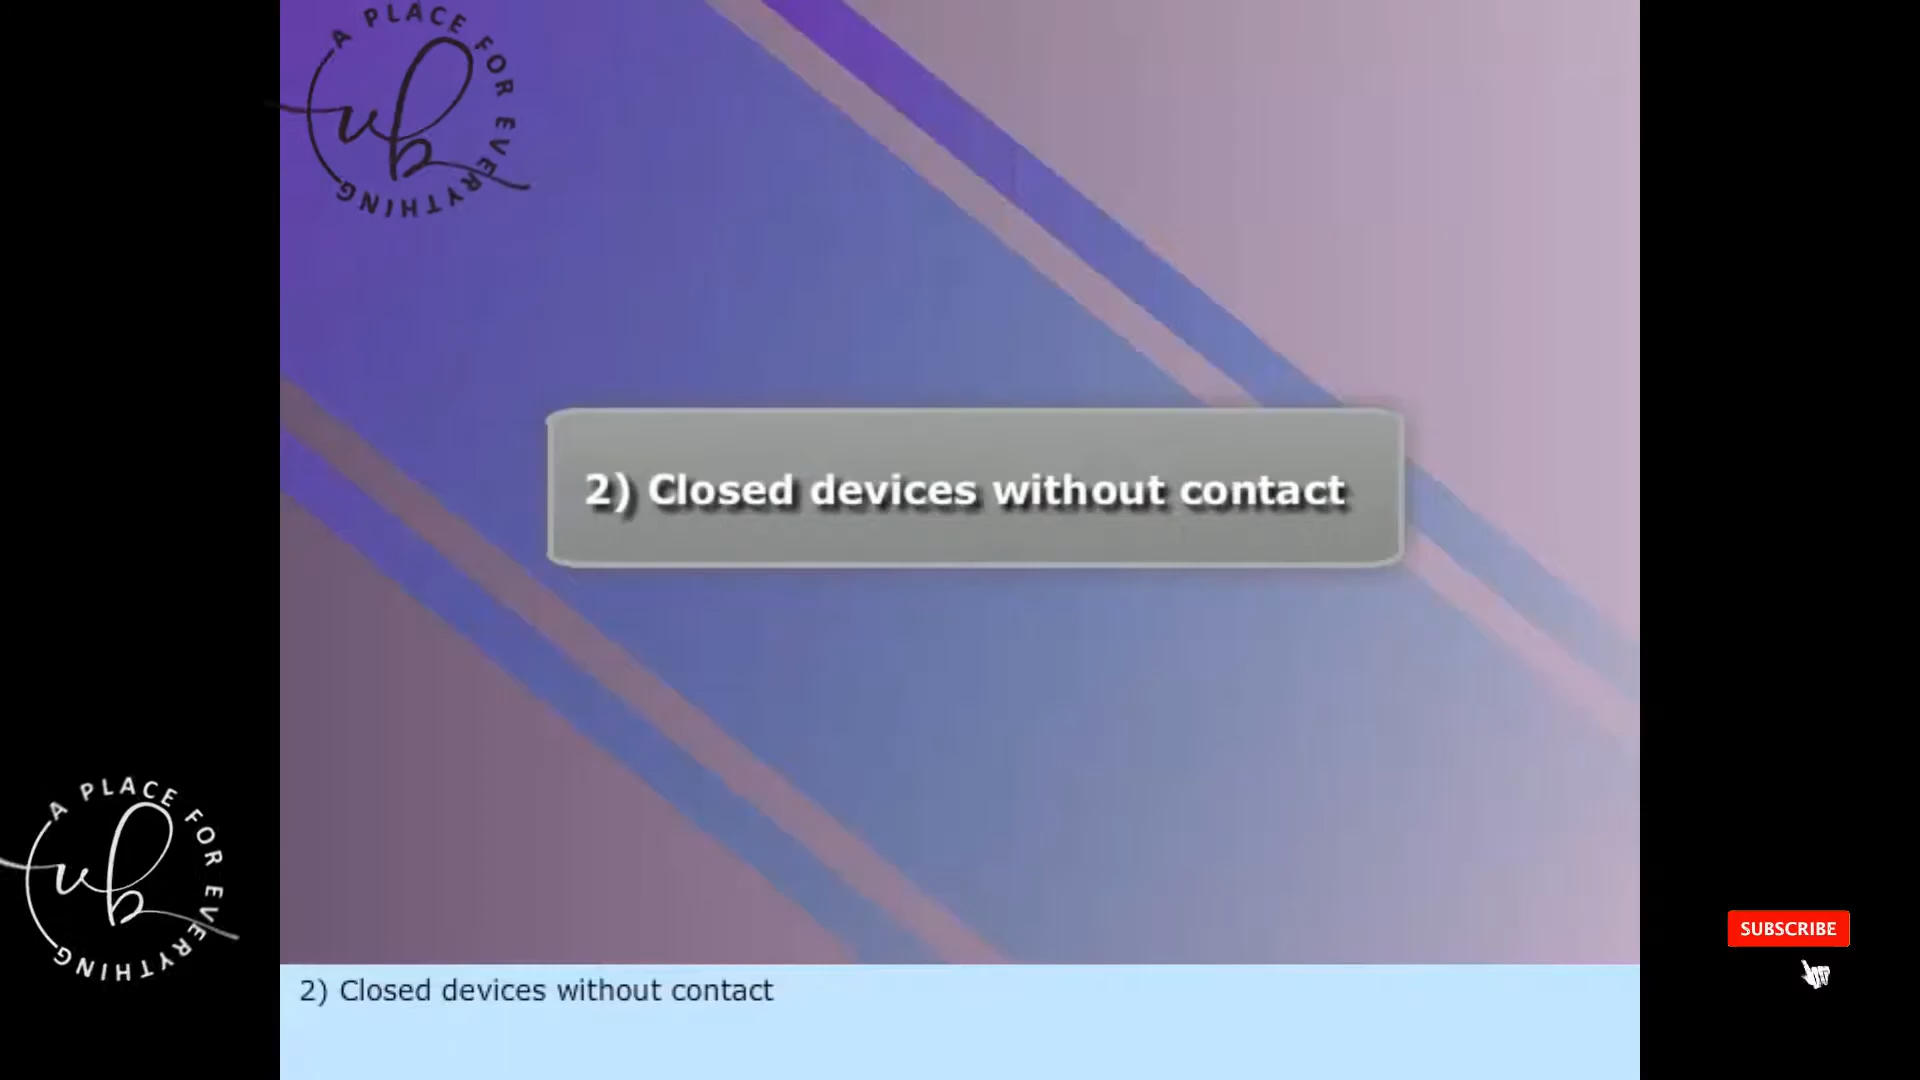 A PLACE FOR EVERYTHING
2) Closed devices without contact
A PLACE FOR EVERYTHING
SUBSCRIBE
2) Closed devices without contact